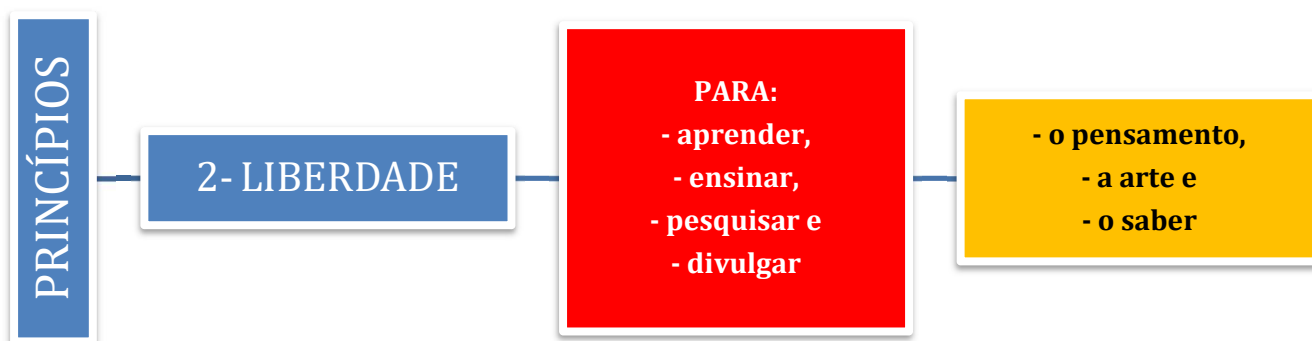 PRINCÍPIOS
2- LIBERDADE
PARA:
- aprender,
- ensinar,
- pesquisar e
- divulgar
- o pensamento,
- a arte e
- o saber